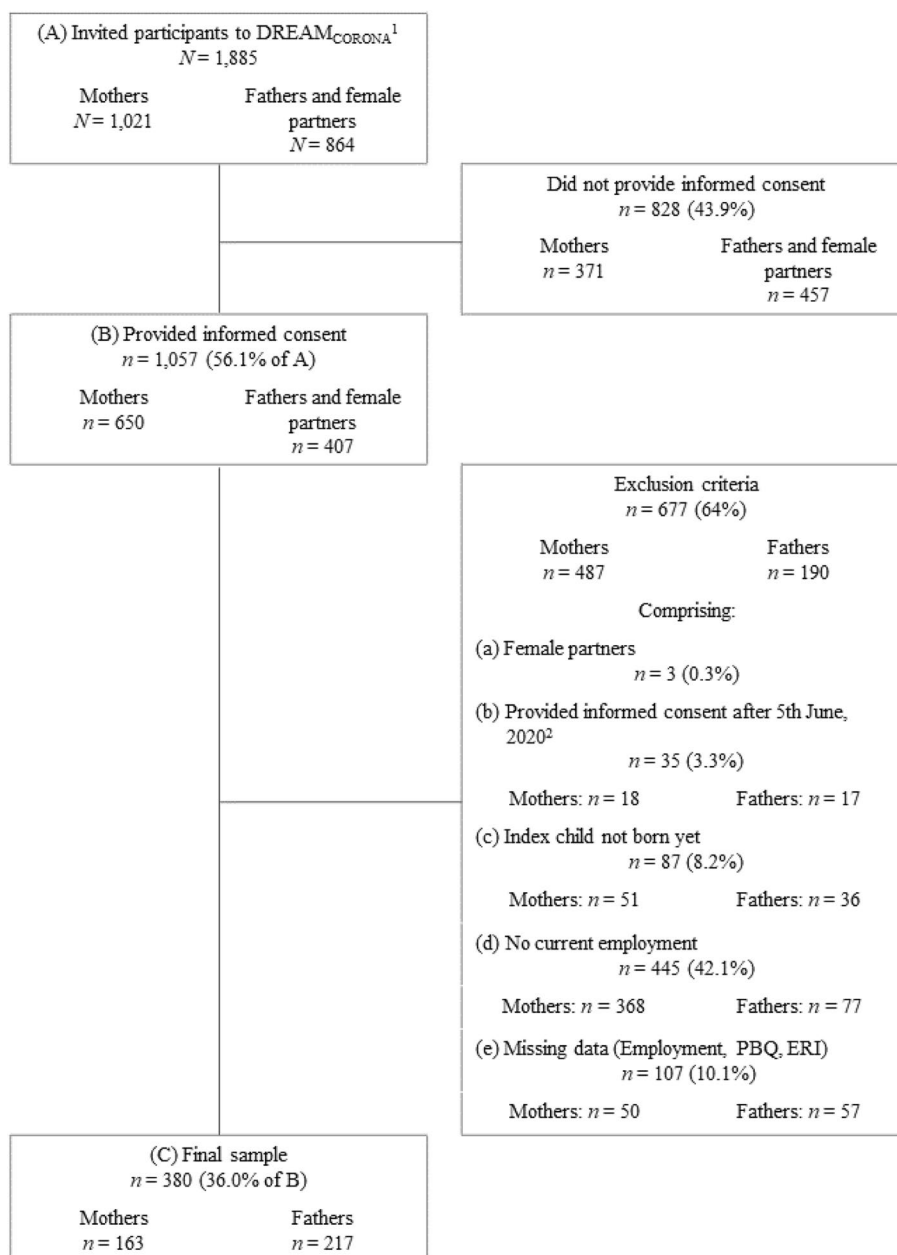 (A) Invited participants to DREAMCORONA1
N = 1,885
Mothers
N = 1,021
Fathers and female
partners
N = 864
Did not provide informed consent
n = 828 (43.9%)
Mothers
n = 371
Fathers and female
partners
n = 457
(B) Provided informed consent
n = 1,057 (56.1% of A)
Mothers
n = 650
Fathers and female
partners
n = 407
Exclusion criteria
n = 677 (64%)
Mothers
n = 487
Fathers
n = 190
Comprising:
(a) Female partners
n = 3 (0.3%)
(b) Provided informed consent after 5th June,
20202
n = 35 (3.3%)
Mothers: n = 18 Fathers: n = 17
(c) Index child not born yet
n = 87 (8.2%)
Mothers: n = 51 Fathers: n = 36
(d) No current employment
n = 445 (42.1%)
Mothers: n = 368 Fathers: n = 77
(e) Missing data (Employment, PBQ, ERI)
n = 107 (10.1%)
Mothers: n = 50 Fathers: n = 57
(C) Final sample
n = 380 (36.0% of B)
Mothers
n = 163
Fathers
n = 217